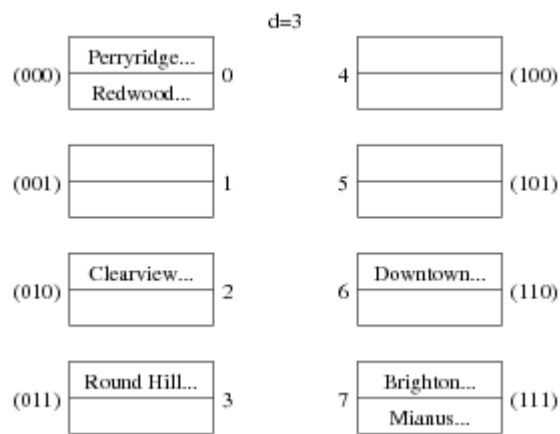 d=3
(000) Perryridge... 0 4 (100)
Redwood...
(001) 1 5 (101)
Clearview... Downtown...
(010) 2 6 (110)
Round Hill... Brighton...
(011) 3 7 (111)
Mianus...